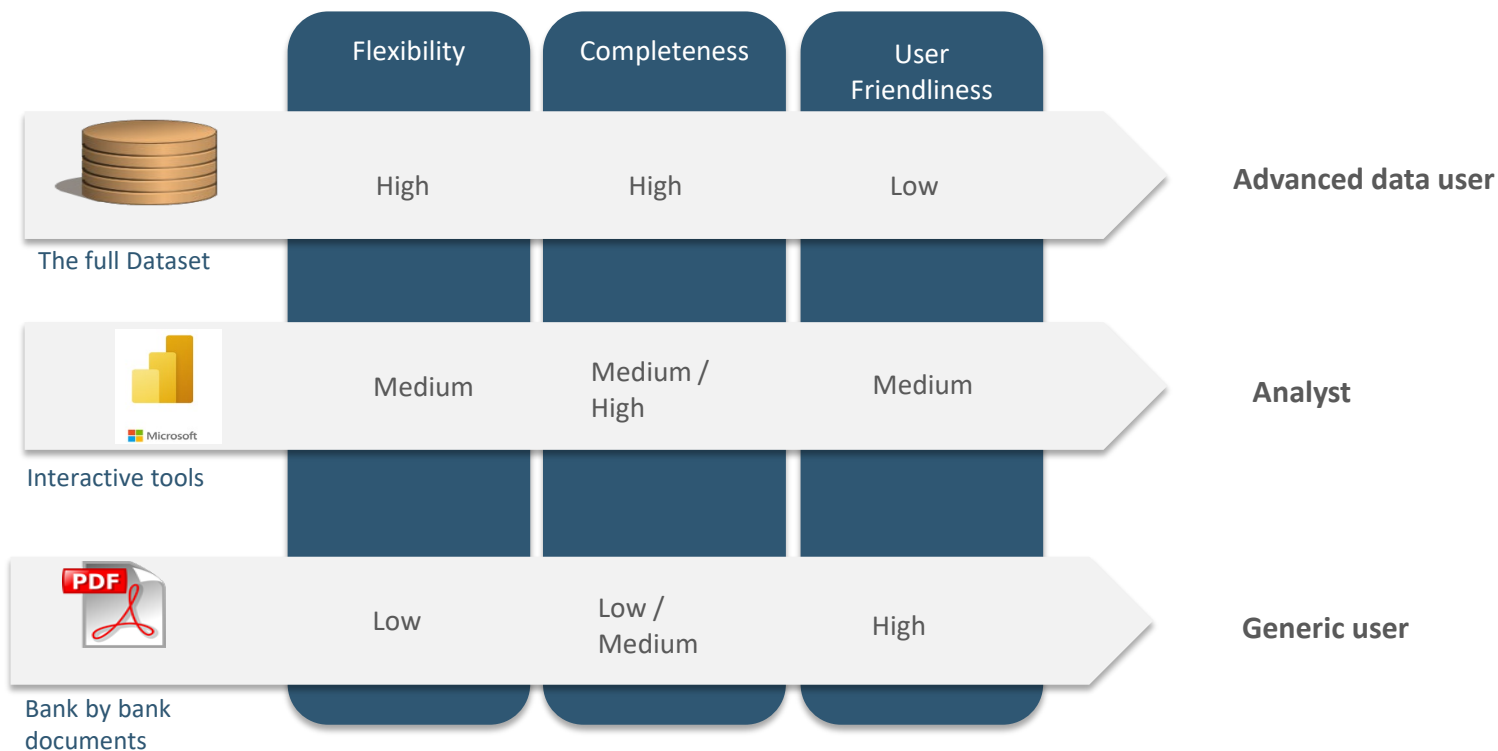 Flexibility
Completeness
User
Friendliness
High
High
Low
Advanced data user
The full Dataset
Microsoft
Medium
Medium /
High
Medium
Analyst
Interactive tools
PDF
Low
Low /
Medium
High
Generic user
Bank by bank
documents